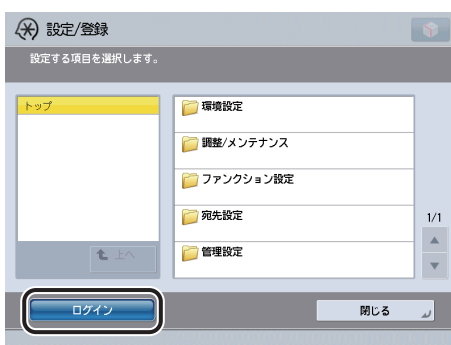 設定/登録
設定する項目を選択します。
トップ
環境設定
調整/メンテナンス
ファンクション設定
宛先設定
管理設定
1/1
上へ
ログイン
閉じる